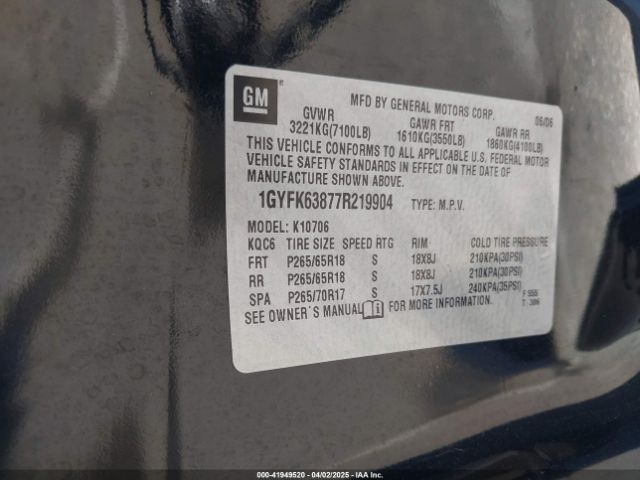 GM
MFD BY GENERAL MOTORS CORP. 06/06
GVWR GAWR FRT GAWR RR
3221KG(7100LB) 1610KG(3550LB) 1860KG(4100LB)
THIS VEHICLE CONFORMS TO ALL APPLICABLE U.S. FEDERAL MOTOR
VEHICLE SAFETY STANDARDS IN EFFECT ON THE DATE OF
MANUFACTURE SHOWN ABOVE.
1GYFK63877R219904 TYPE: M.P.V.
MODEL: K10706
KQC6 TIRE SIZE SPEED RTG RIM COLD TIRE PRESSURE
FRT P265/65R18 S 18X8J 210KPA(30PSI)
RR P265/65R18 S 18X8J 210KPA(30PSI)
SPA P265/70R17 S 17X7.5J 240KPA(35PSI)
SEE OWNER'S MANUAL FOR MORE INFORMATION.
F 555
T 386
000-41949520 - 04/02/2025 - IAAI, Inc.